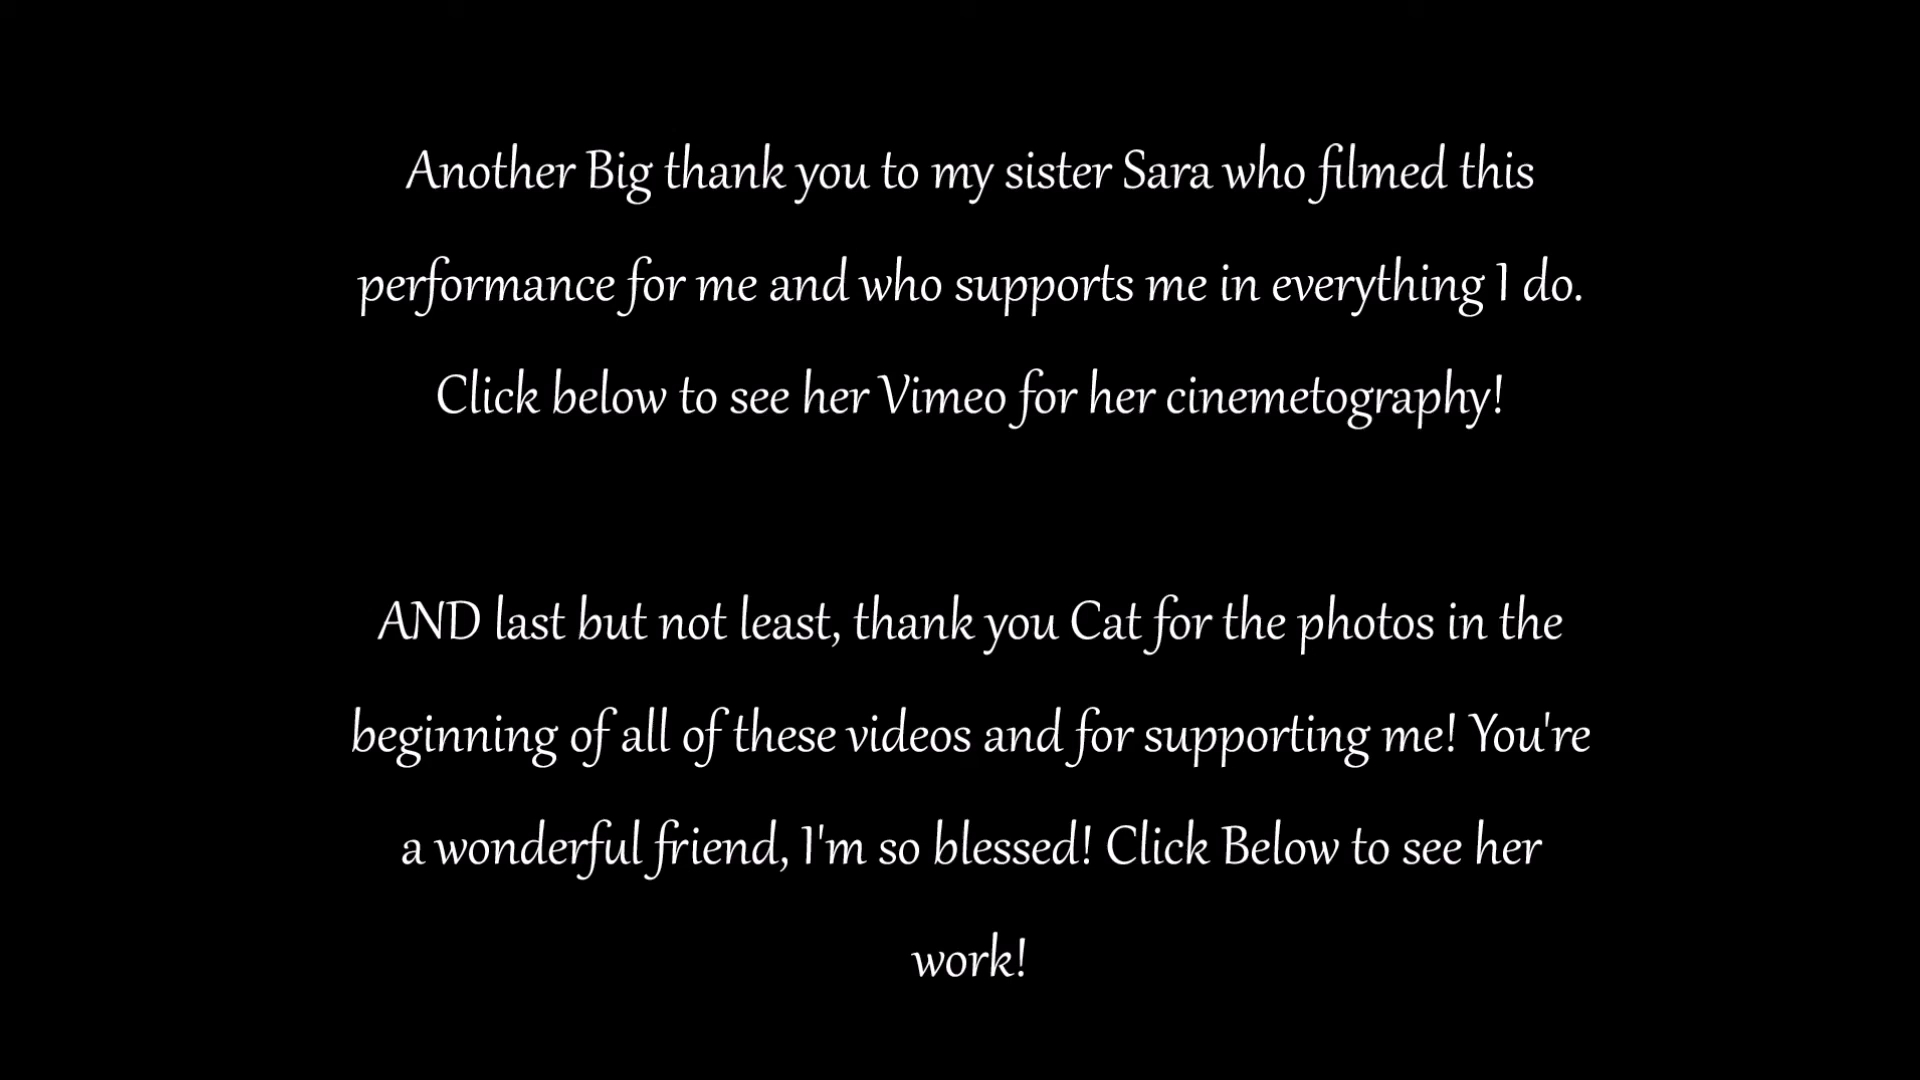 Another Big thank you to my sister Sara who filmed this
performance for me and who supports me in everything I do.
Click below to see her Vimeo for her cinemetography!
AND last but not least, thank you Cat for the photos in the
beginning of all of these videos and for supporting me! You're
a wonderful friend, I'm so blessed! Click Below to see her
work!